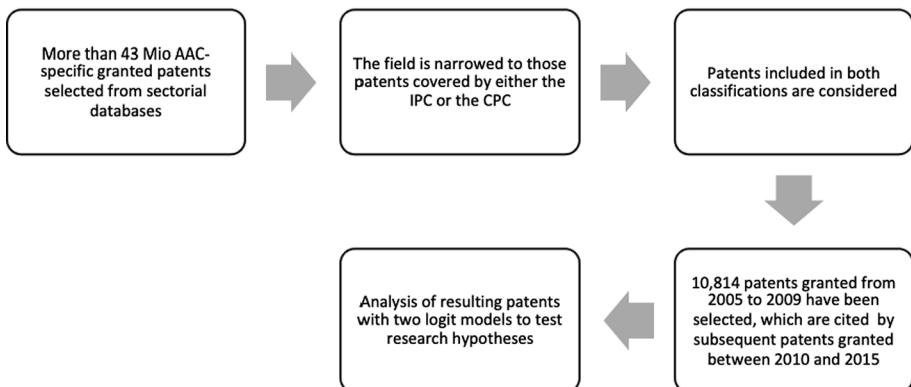 More than 43 Mio AAC-
specific granted patents
selected from sectorial
databases
The field is narrowed to those
patents covered by either the
IPC or the CPC
Patents included in both
classifications are considered
10,814 patents granted from
2005 to 2009 have been
selected, which are cited by
subsequent patents granted
between 2010 and 2015
Analysis of resulting patents
with two logit models to test
research hypotheses